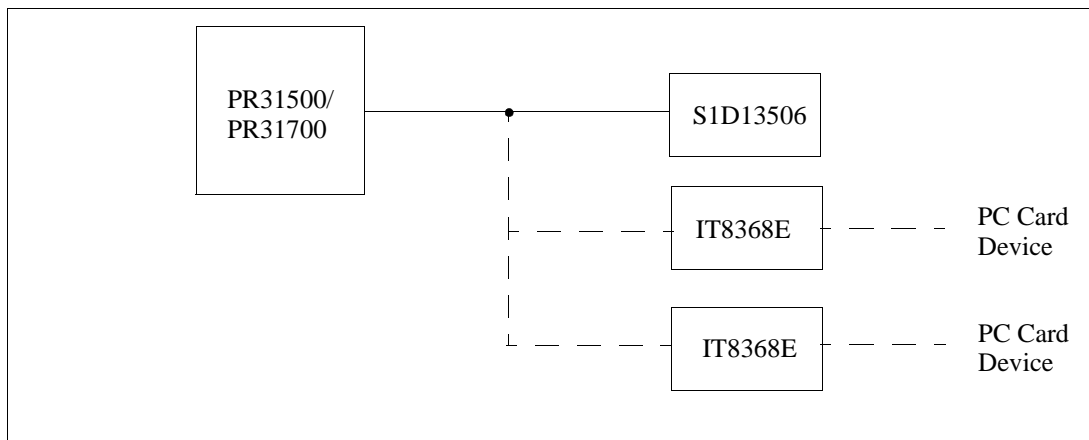 PR31500/
PR31700
S1D13506
IT8368E
PC Card
Device
IT8368E
PC Card
Device